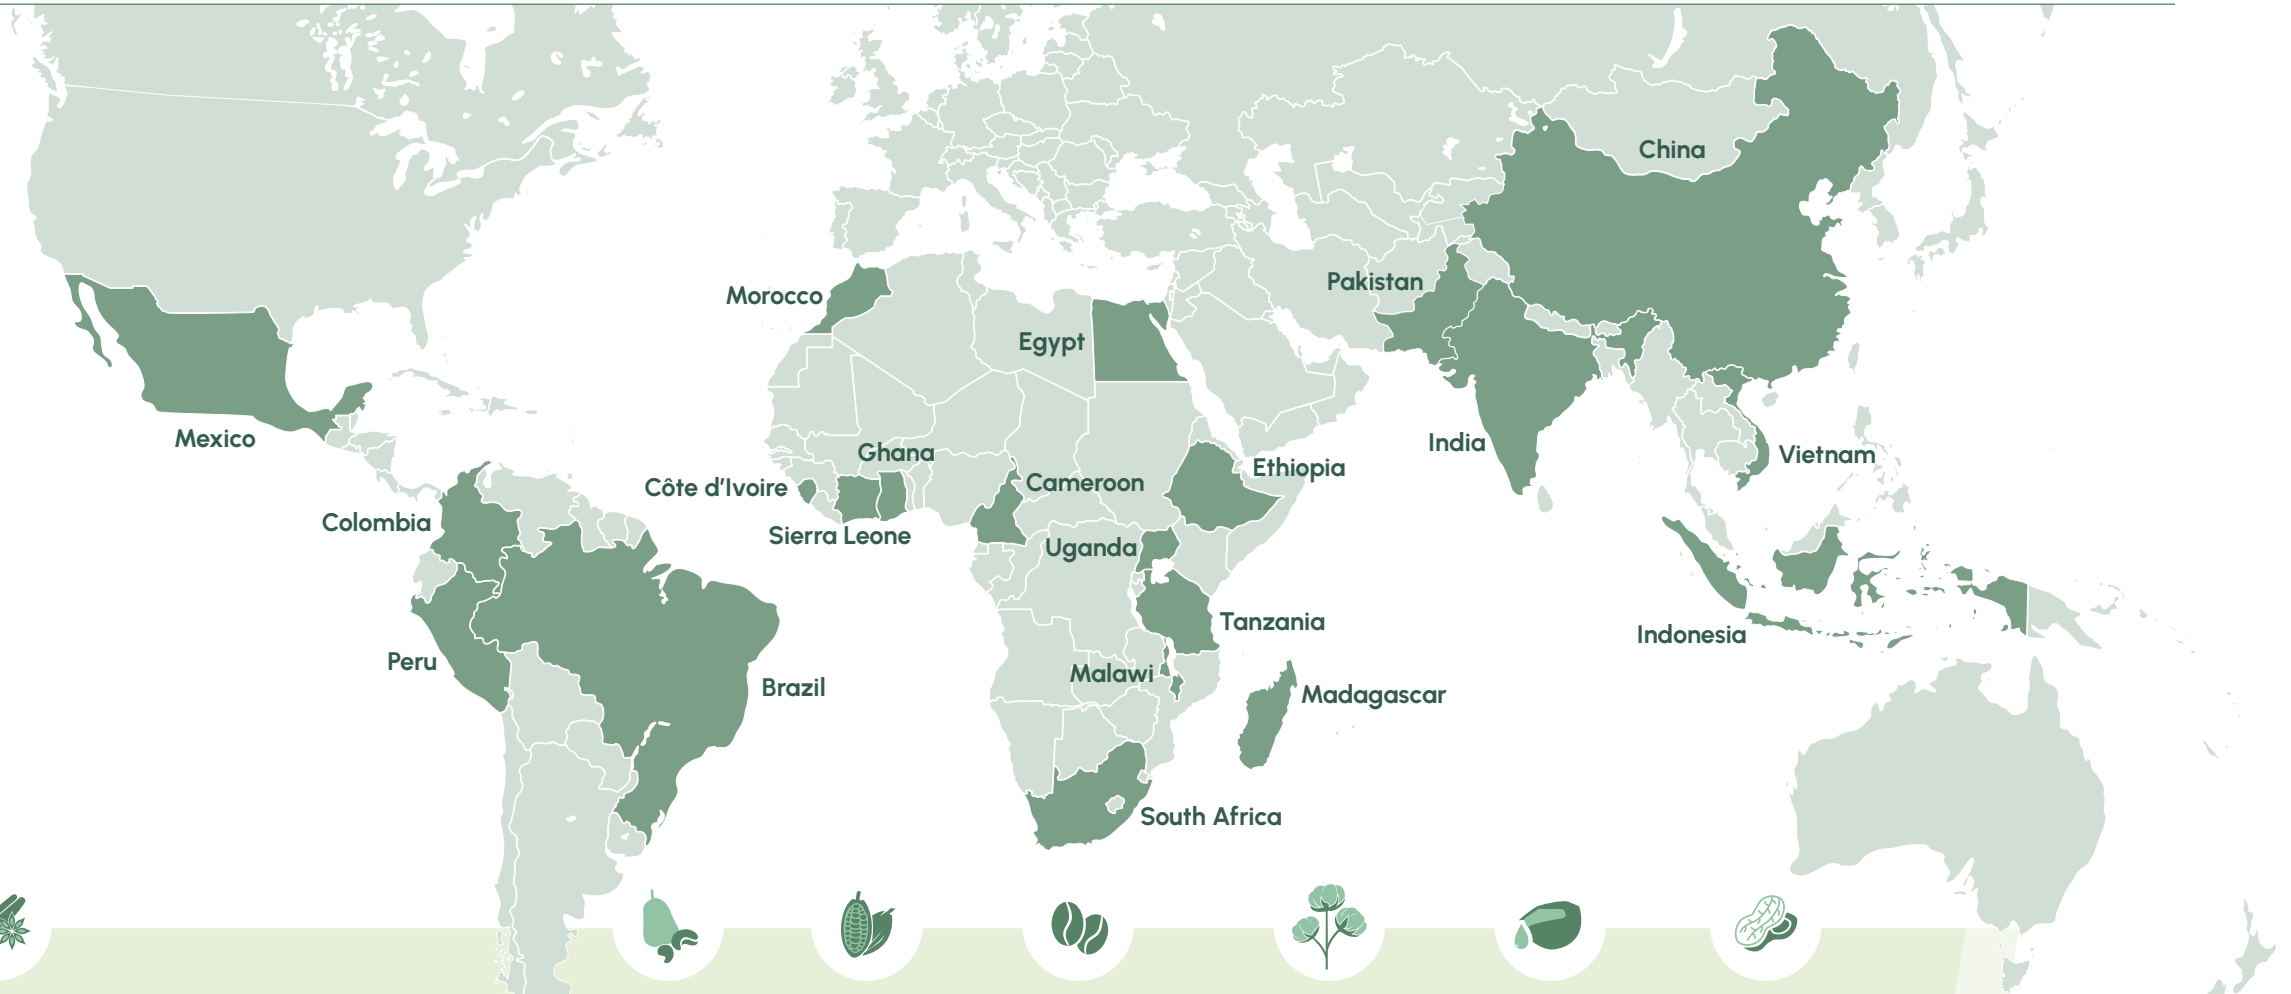 China
Pakistan
Morocco
Egypt
Mexico
India
Ghana
Vietnam
Ethiopia
Côte d’Ivoire
Cameroon
Colombia
Sierra Leone
Uganda
Tanzania
Indonesia
Peru
Malawi
Brazil
Madagascar
South Africa